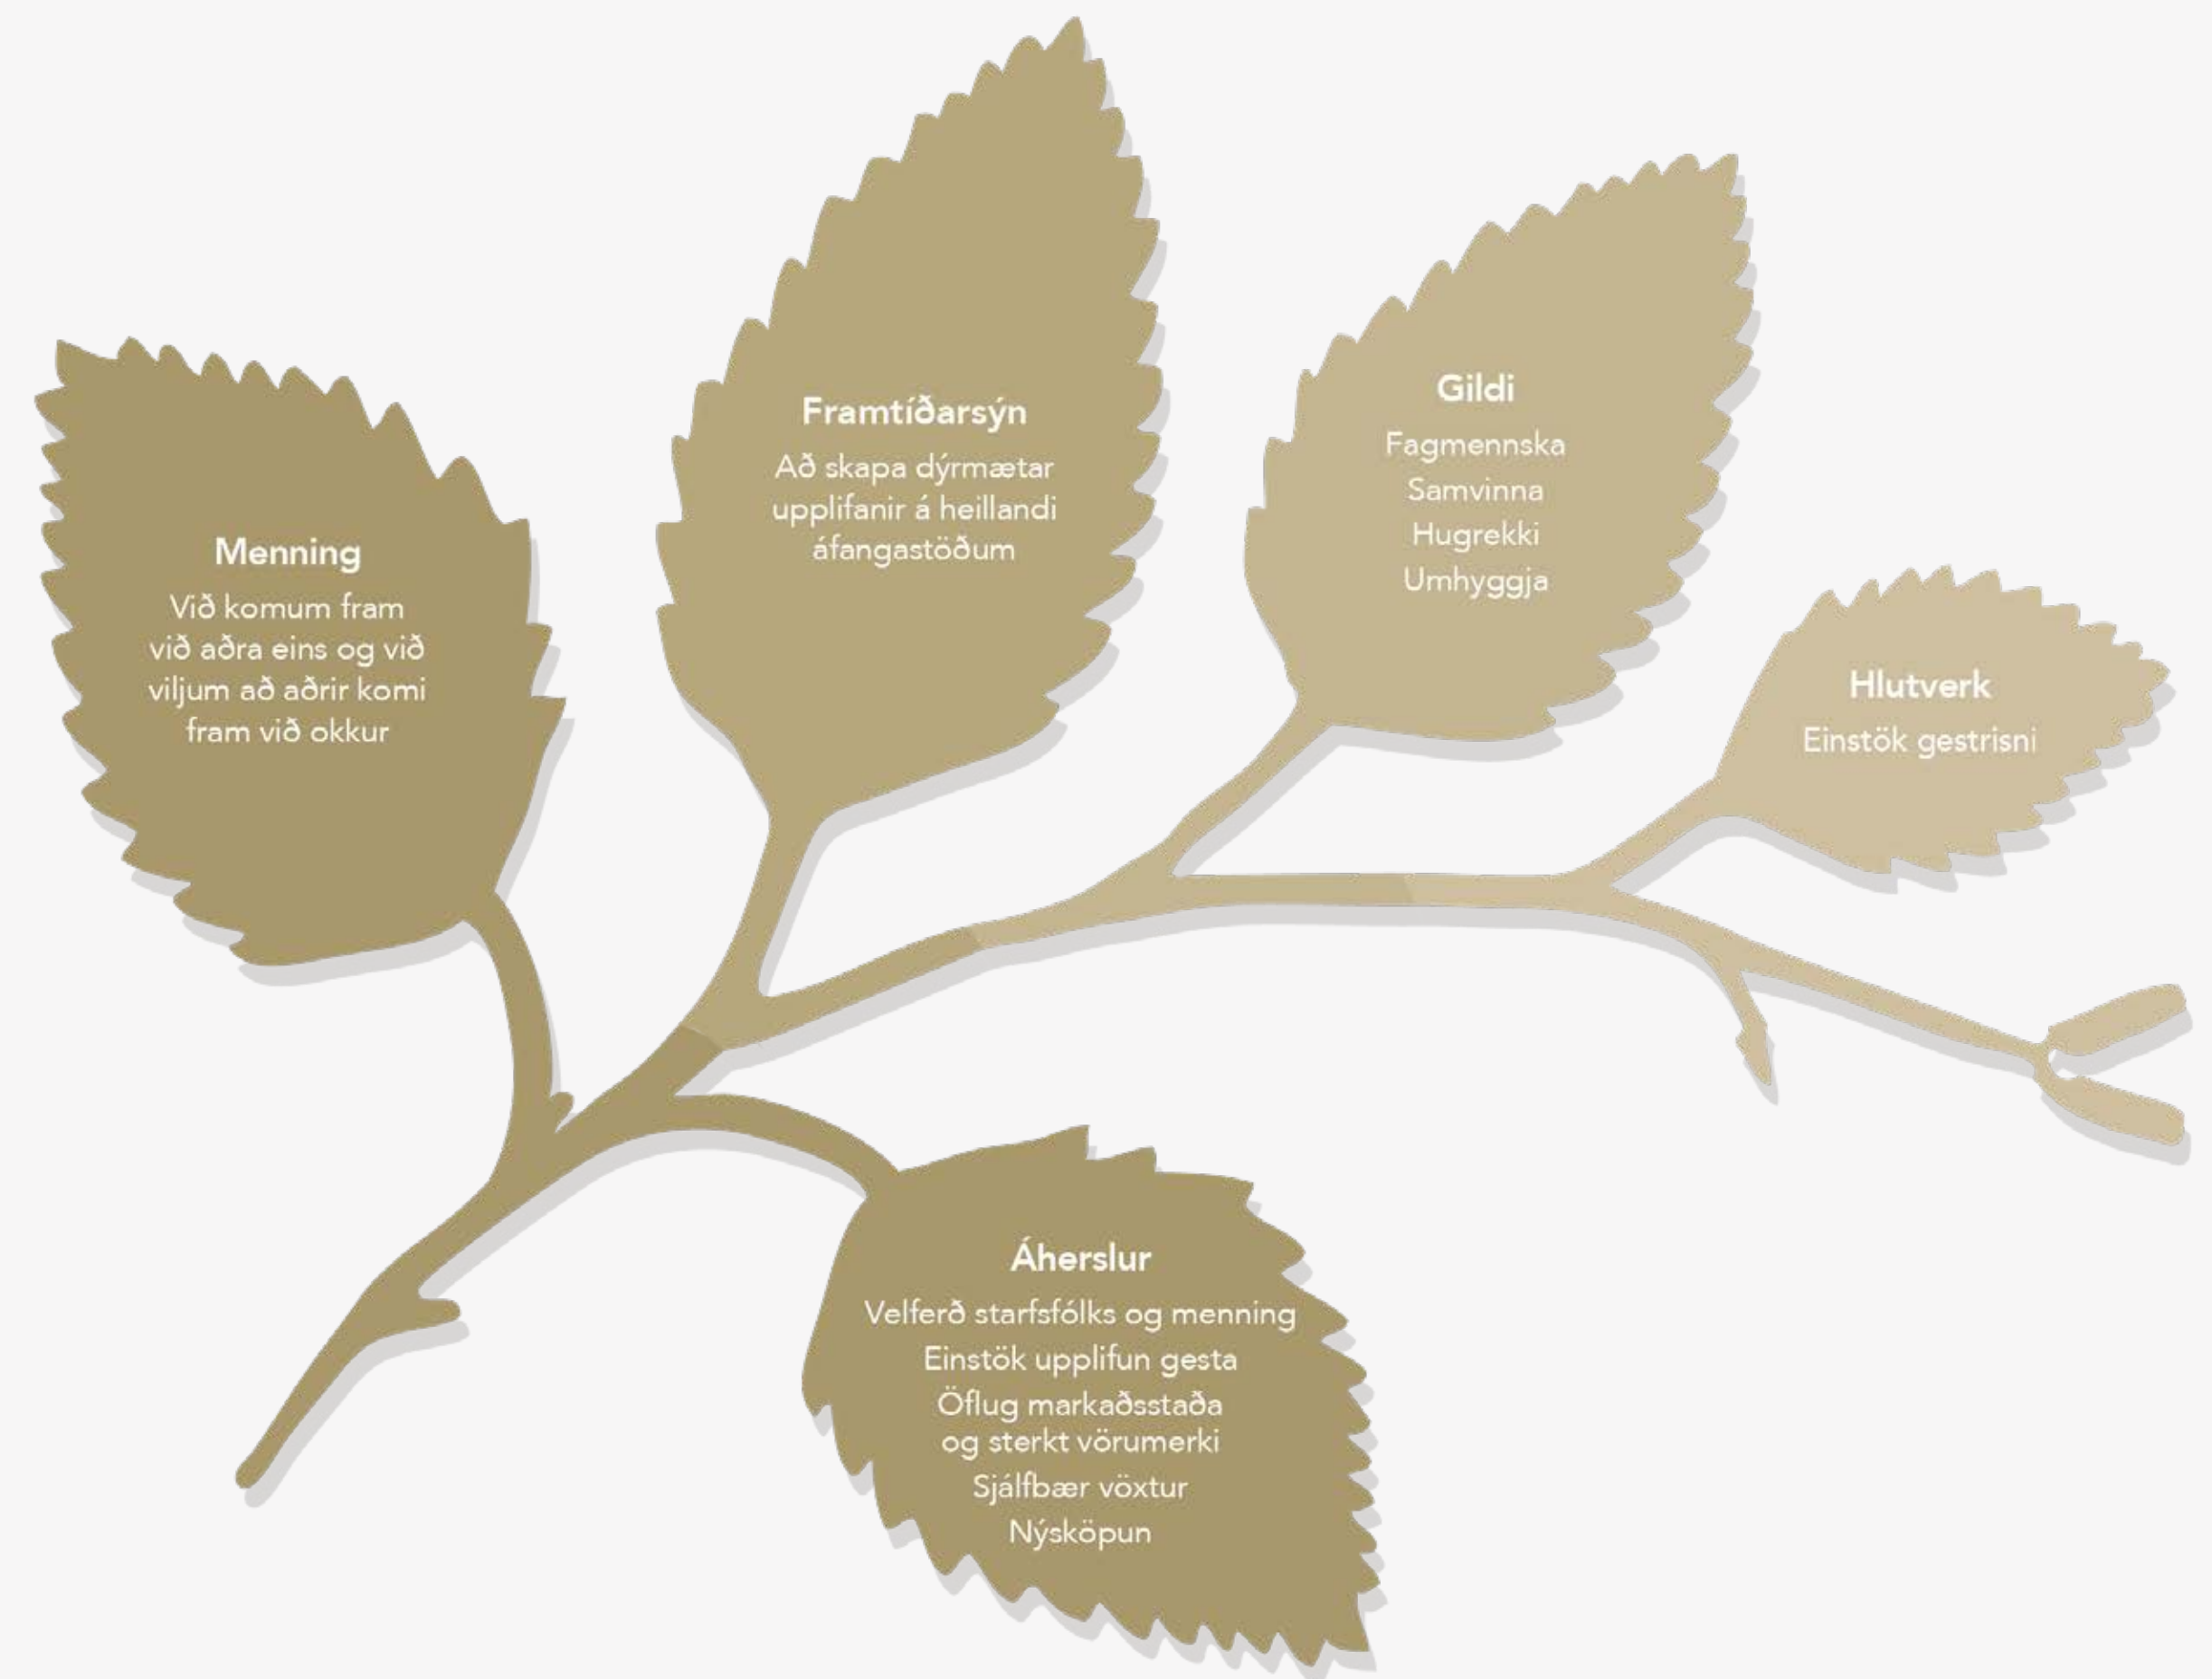 Menning
Við komum fram
við aðra eins og við
viljum að aðrir komi
fram við okkur
Framtíðarsýn
Að skapa dýrmætar
upplifanir á heillandi
áfangastöðum
Gildi
Fagmennska
Samvinna
Hugrekki
Umhyggja
Hlutverk
Einstök gestrisni
Áherslur
Velferð starfsfólks og menning
Einstök upplifun gesta
Öflug markaðsstaða
og sterkt vörumerki
Sjálfbær vöxtur
Nýsköpun